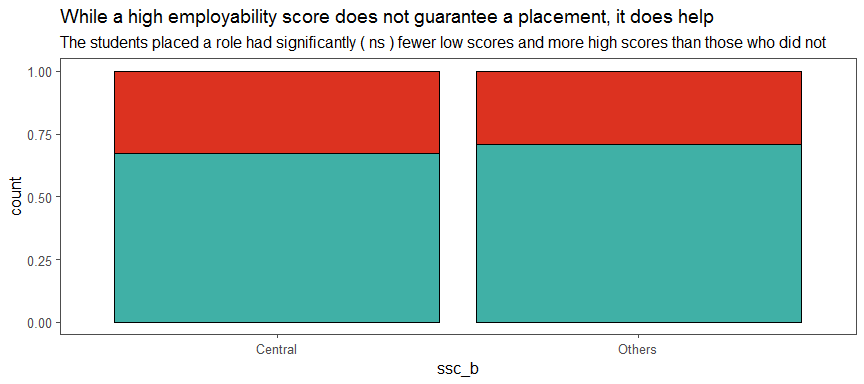 While a high employability score does not guarantee a placement, it does help
The students placed a role had significantly ( ns ) fewer low scores and more high scores than those who did not
1.00
0.75
0.50
0.25
0.00
count
Central
Others
ssc_b